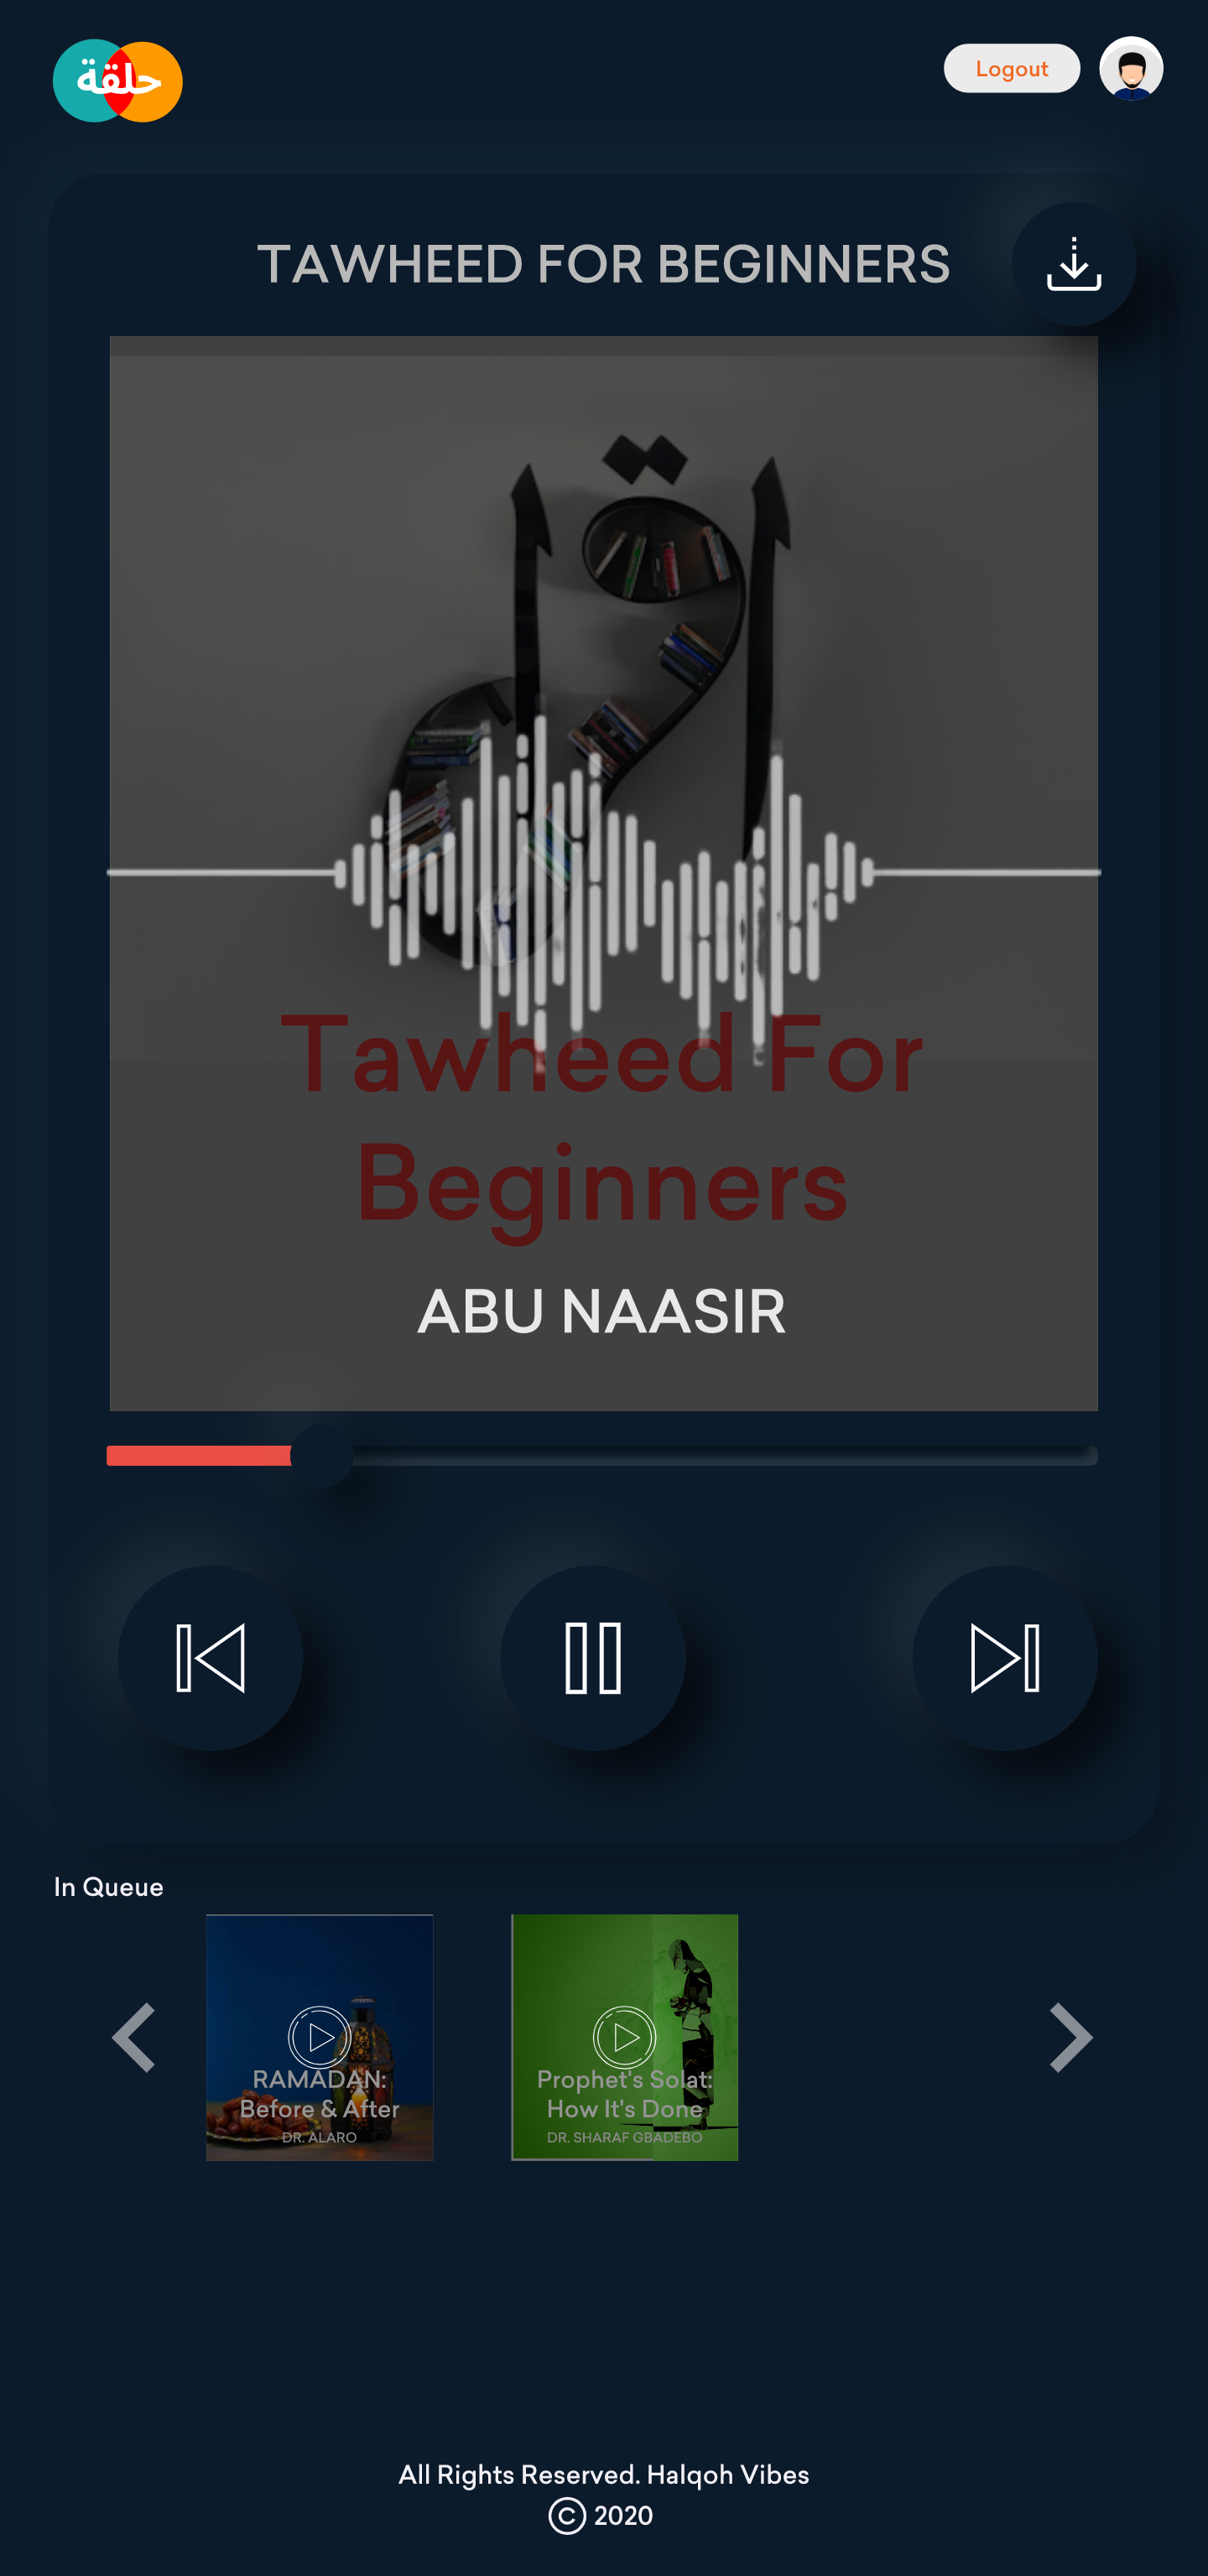 حلقة
Logout
TAWHEED FOR BEGINNERS
اقرأ
Tawheed For
Beginners
ABU NAASIR
In Queue
RAMADAN:
Before & After
DR. ALARO
Prophet's Solat:
How It's Done
DR. SHARAF GBADEBO
All Rights Reserved. Halqoh Vibes
© 2020